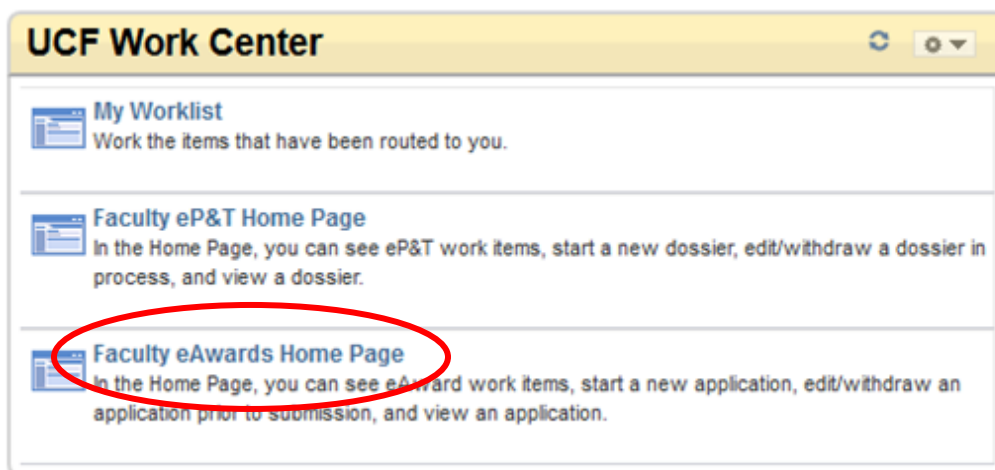 UCF Work Center
My Worklist
Work the items that have been routed to you.
Faculty eP&T Home Page
In the Home Page, you can see eP&T work items, start a new dossier, edit/withdraw a dossier in
process, and view a dossier.
Faculty eAwards Home Page
In the Home Page, you can see eAward work items, start a new application, edit/withdraw an
application prior to submission, and view an application.